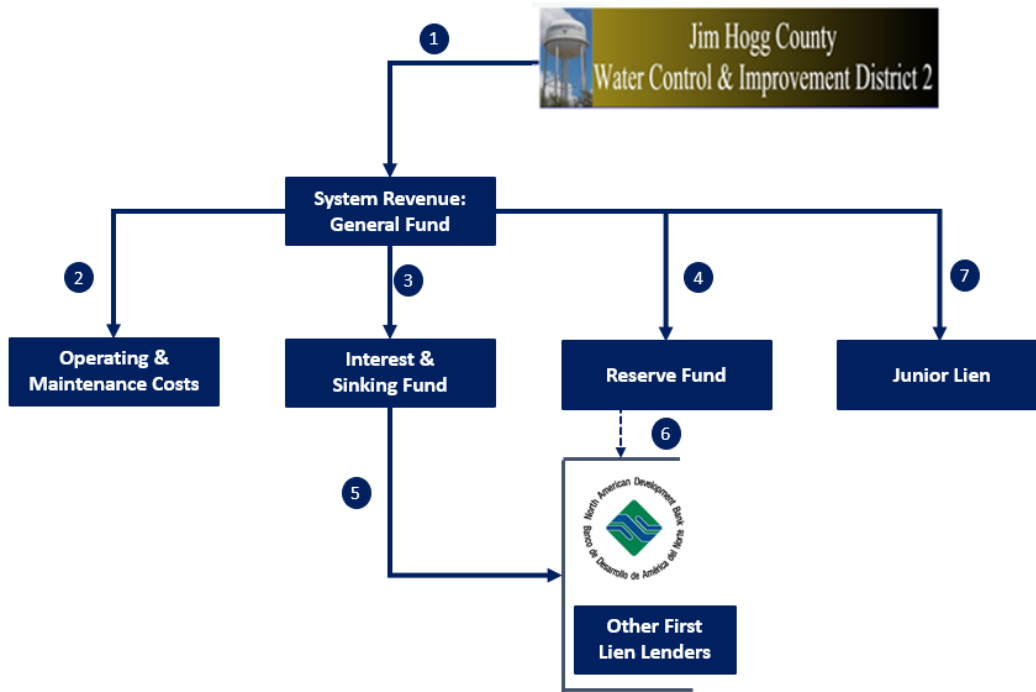 1
Jim Hogg County
Water Control & Improvement District 2
System Revenue:
General Fund
2
3
4
7
Operating &
Maintenance Costs
Interest &
Sinking Fund
Reserve Fund
Junior Lien
6
5
North American Development Bank
Banco de Desarrollo de América del Norte
Other First
Lien Lenders